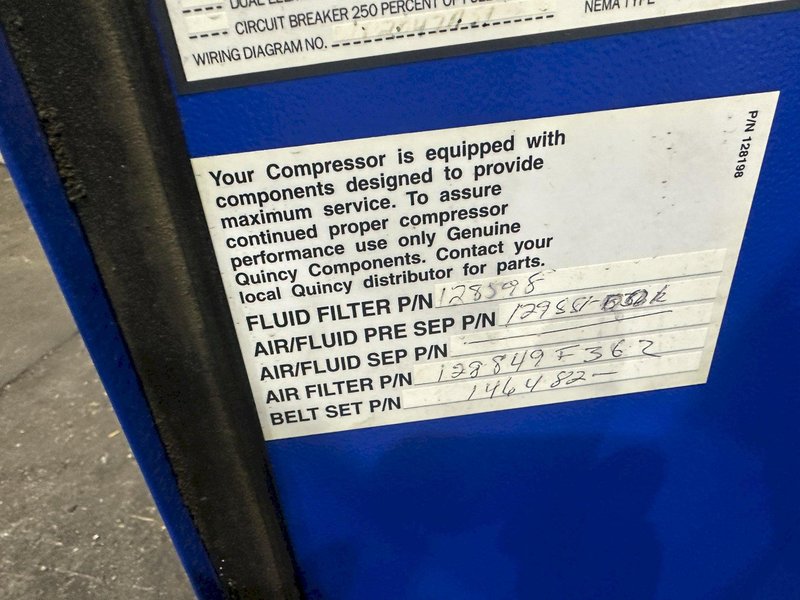 CIRCUIT BREAKER 250 PERCENT OF
NEMA TYPE
WIRING DIAGRAM NO.
P/N 128198
Your Compressor is equipped with
components designed to provide
maximum service. To assure
continued proper compressor
performance use only Genuine
Quincy Components. Contact your
local Quincy distributor for parts.
FLUID FILTER P/N 128598
AIR/FLUID PRE SEP P/N
AIR/FLUID SEP P/N
AIR FILTER P/N 128849F362
BELT SET P/N 146482-